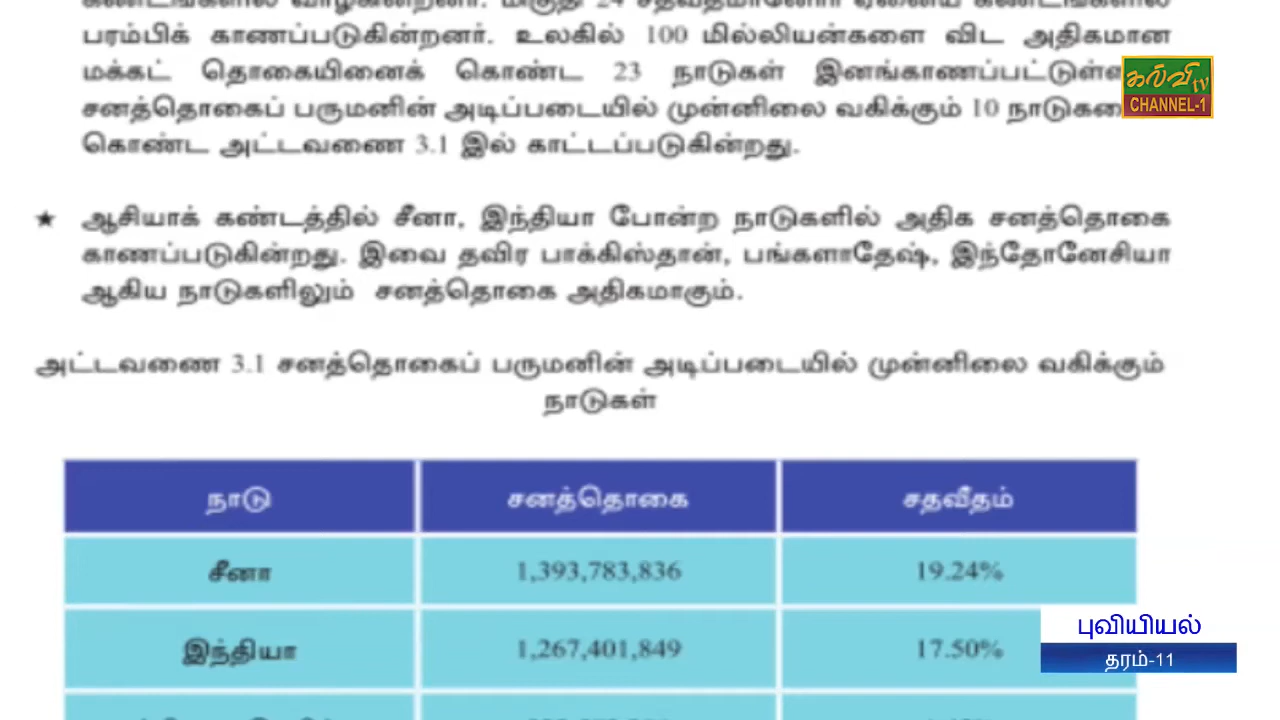 பரம்பிக் காணப்படுகின்றனர். உலகில் 100 மில்லியன்களை விட அதிகமான
மக்கட் தொகையினைக் கொண்ட 23 நாடுகள்
சனத்தொகைப் பருமனின் அடிப்படையில் முன்னிலை வகிக்கும் 10
கொண்ட அட்டவணை 3.1 இல் காட்டப்படுகின்றது.
கல்வி tv
CHANNEL-1
★ ஆசியாக் கண்டத்தில் சீனா, இந்தியா போன்ற நாடுகளில் அதிக சனத்தொகை
காணப்படுகின்றது. இவை தவிர பாக்கிஸ்தான், பங்களாதேஷ், இந்தோனேசியா
ஆகிய நாடுகளிலும் சனத்தொகை அதிகமாகும்.
அட்டவணை 3.1 சனத்தொகைப் பருமனின் அடிப்படையில் முன்னிலை வகிக்கும்
நாடுகள்
நாடு சனத்தொகை சதவீதம்
சீனா 1,393,783,836 19.24%
இந்தியா 1,267,401,849 17.50%
புவியியல்
தரம்-11